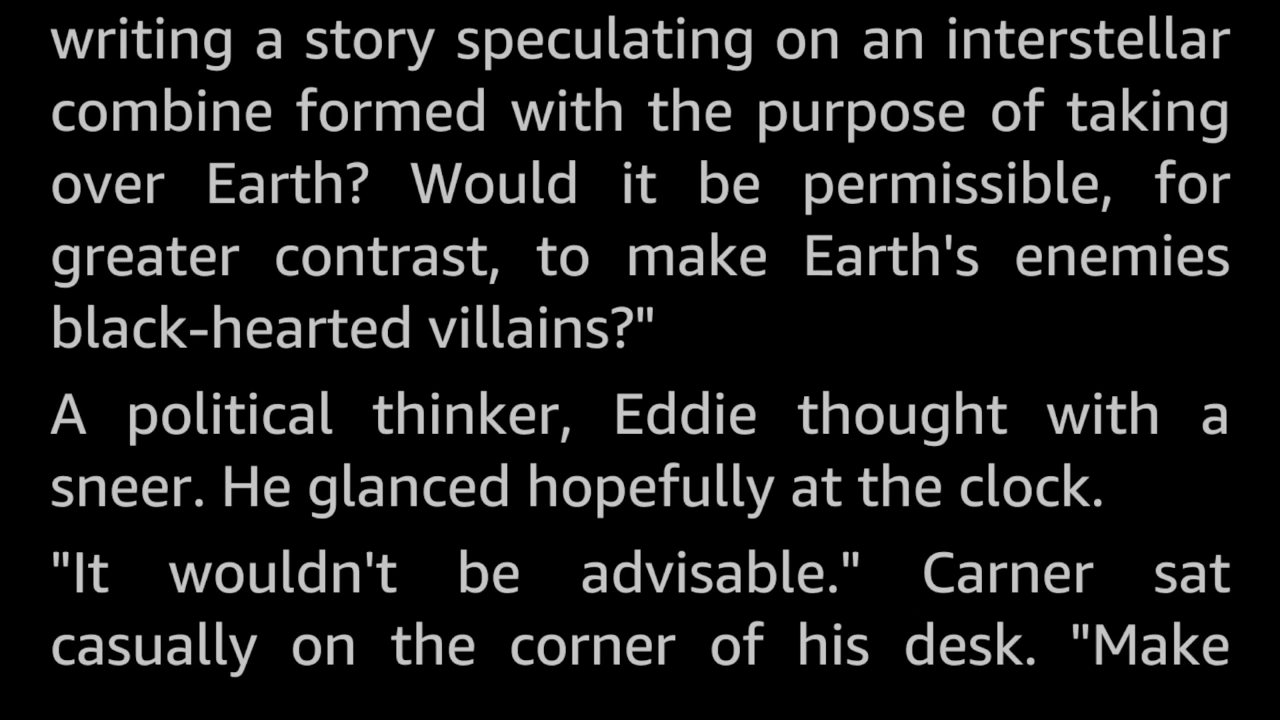 writing a story speculating on an interstellar
combine formed with the purpose of taking
over Earth? Would it be permissible, for
greater contrast, to make Earth's enemies
black-hearted villains?"
A political thinker, Eddie thought with a
sneer. He glanced hopefully at the clock.
"It wouldn't be advisable." Carner sat
casually on the corner of his desk. "Make